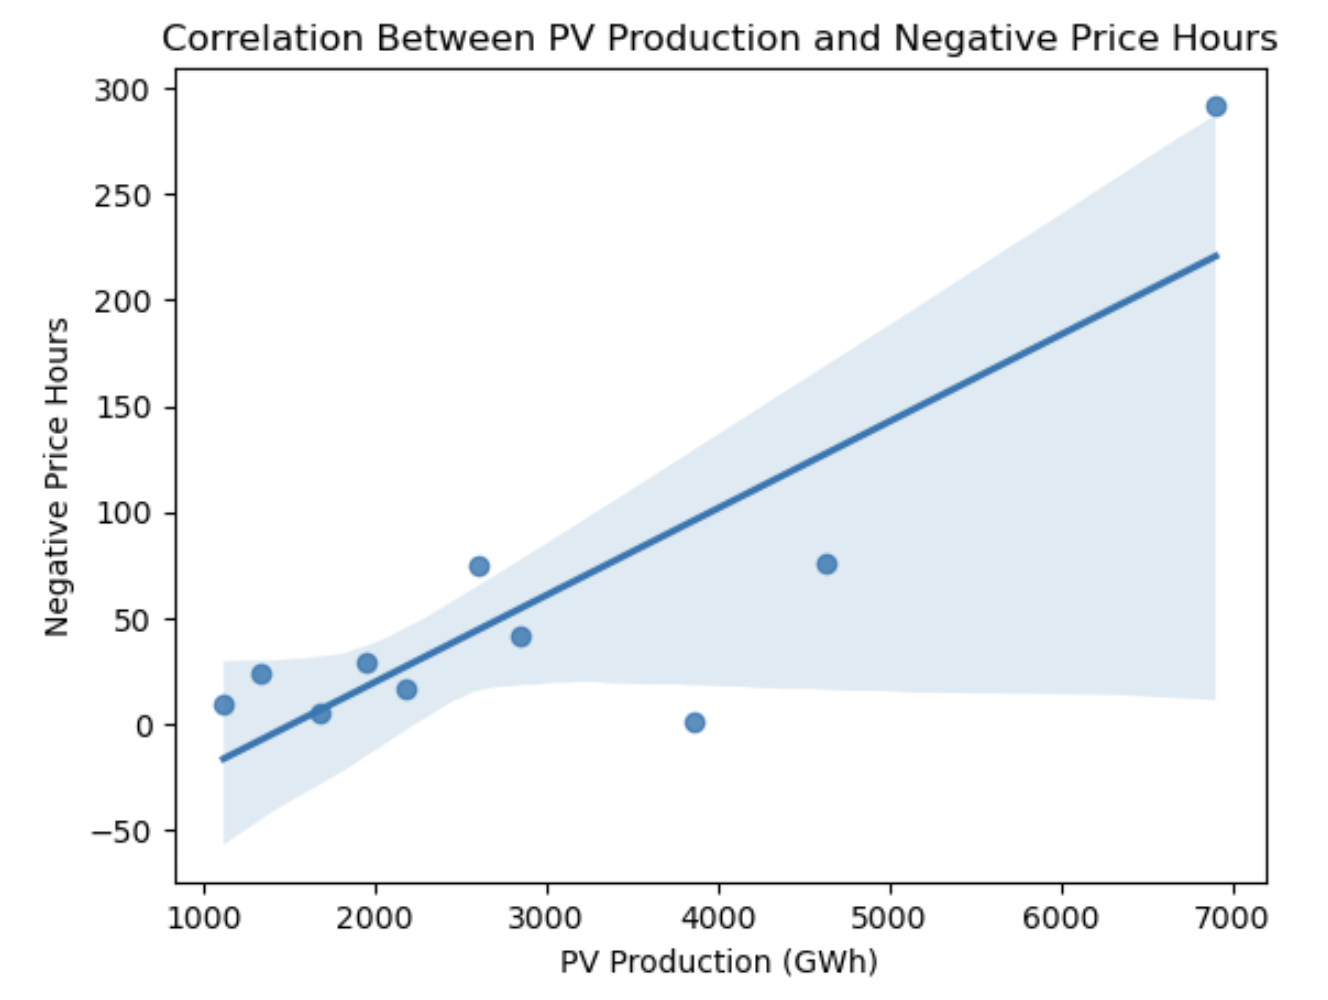 Correlation Between PV Production and Negative Price Hours
300
250
200
150
100
50
0
−50
Negative Price Hours
1000 2000 3000 4000 5000 6000 7000
PV Production (GWh)